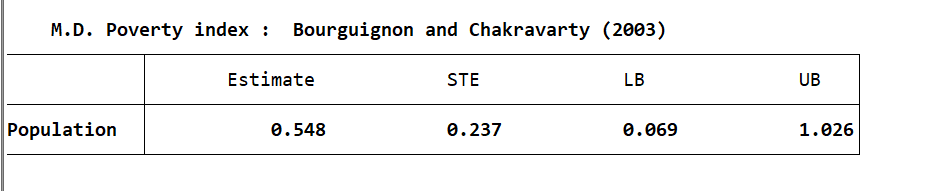 M.D. Poverty index :  Bourguignon and Chakravarty (2003)
Estimate STE LB UB
Population 0.548 0.237 0.069 1.026